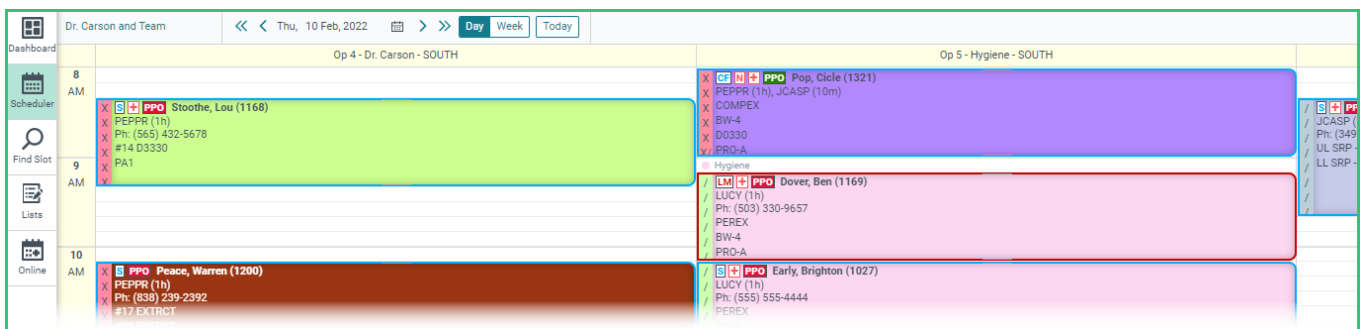 Dashboard
Scheduler
Find Slot
Lists
Online
Dr. Carson and Team
Thu, 10 Feb, 2022
Day
Week
Today
Op 4 - Dr. Carson - SOUTH
Op 5 - Hygiene - SOUTH
8
AM
9
AM
10
AM
X S + PPO Stoothe, Lou (1168)
X PEPPR (1h)
X Ph: (565) 432-5678
X #14 D3330
X PA1
X
X S PPO Peace, Warren (1200)
X PEPPR (1h)
X Ph: (838) 239-2392
#17 EXTRCT
X CF N + PPO Pop, Cicle (1321)
X PEPPR (1h), JCASP (10m)
X COMPEX
X BW-4
X D0330
X/ PRO-A
Hygiene
/ LM + PPO Dover, Ben (1169)
/ LUCY (1h)
/ Ph: (503) 330-9657
/ PEREX
/ BW-4
/ PRO-A
/ S + PPO Early, Brighton (1027)
/ LUCY (1h)
/ Ph: (555) 555-4444
PEREX
/ S + PP
/ JCASP (
/ Ph: (349
/ UL SRP -
/ LL SRP -
/
/